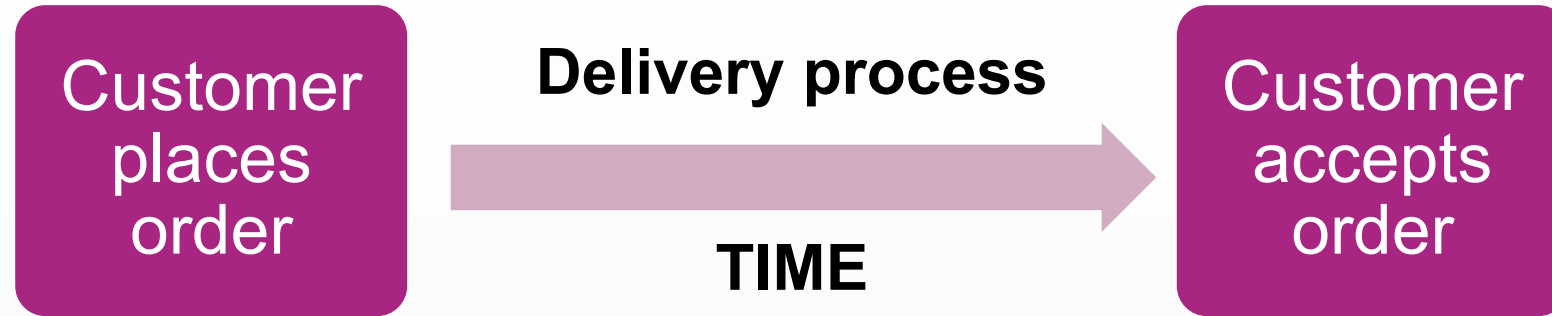 Customer
places
order
Delivery process
TIME
Customer
accepts
order